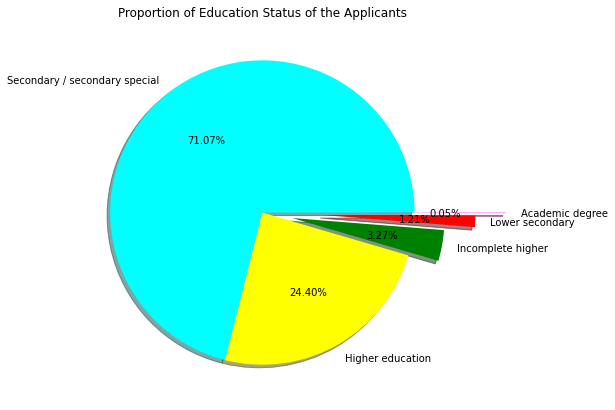 Proportion of Education Status of the Applicants
Secondary / secondary special
71.07%
0.05%
Academic degree
1.21%
Lower secondary
3.27%
Incomplete higher
24.40%
Higher education